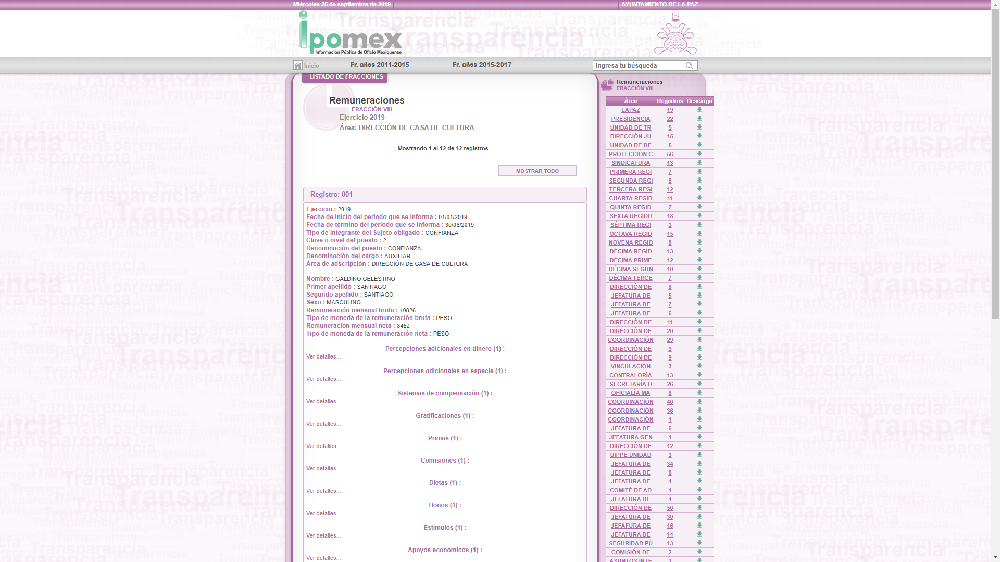 Miércoles 25 de septiembre de 2019
AYUNTAMIENTO DE LA PAZ
ipomex
Información Pública de Oficio Mexiquense
Inicio
Fr. años 2011-2015
Fr. años 2015-2017
Ingresa tu búsqueda
LISTADO DE FRACCIONES
Remuneraciones
FRACCIÓN VIII
Ejercicio 2019
Área: DIRECCIÓN DE CASA DE CULTURA
Mostrando 1 al 12 de 12 registros
MOSTRAR TODO
Registro: 001
Ejercicio : 2019
Fecha de inicio del periodo que se informa : 01/01/2019
Fecha de término del periodo que se informa : 30/06/2019
Tipo de integrante del Sujeto obligado : CONFIANZA
Clave o nivel del puesto : 2
Denominación del puesto : CONFIANZA
Denominación del cargo : AUXILIAR
Área de adscripción : DIRECCIÓN DE CASA DE CULTURA
Nombre : GALDINO CELESTINO
Primer apellido : SANTIAGO
Segundo apellido : SANTIAGO
Sexo : MASCULINO
Remuneración mensual bruta : 10826
Tipo de moneda de la remuneración bruta : PESO
Remuneración mensual neta : 8452
Tipo de moneda de la remuneración neta : PESO
Percepciones adicionales en dinero (1) :
Ver detalles...
Percepciones adicionales en especie (1) :
Ver detalles...
Sistemas de compensación (1) :
Ver detalles...
Gratificaciones (1) :
Ver detalles...
Primas (1) :
Ver detalles...
Comisiones (1) :
Ver detalles...
Dietas (1) :
Ver detalles...
Bonos (1) :
Ver detalles...
Estímulos (1) :
Ver detalles...
Apoyos económicos (1) :
Ver detalles...
Remuneraciones
FRACCIÓN VIII
Área Registros Descarga
LAPAZ 19
PRESIDENCIA 22
UNIDAD DE TR 5
DIRECCIÓN JU 15
UNIDAD DE DE 5
PROTECCIÓN C 56
SINDICATURA 13
PRIMERA REGI 7
SEGUNDA REGI 6
TERCERA REGI 12
CUARTA REGID 11
QUINTA REGID 7
SEXTA REGIDU 18
SÉPTIMA REGI 3
OCTAVA REGID 15
NOVENA REGID 8
DÉCIMA REGID 13
DÉCIMA PRIME 12
DÉCIMA SEGUN 10
DÉCIMA TERCE 7
DIRECCIÓN DE 8
JEFATURA DE 5
JEFATURA DE 7
JEFATURA DE 6
DIRECCIÓN DE 11
DIRECCIÓN DE 20
COORDINACIÓN 29
DIRECCIÓN DE 9
DIRECCIÓN DE 9
VINCULACIÓN 3
CONTRALORÍA 13
SECRETARÍA D 26
OFICIALÍA MA 6
COORDINACIÓN 40
COORDINACIÓN 36
COORDINACIÓN 1
JEFATURA DE 6
JEFATURA GEN 1
DIRECCIÓN DE 12
UIPPE UNIDAD 3
JEFATURA DE 34
JEFATURA DE 8
JEFATURA DE 4
COMITÉ DE AD 1
JEFATURA DE 4
DIRECCIÓN DE 50
JEFATURA DE 30
JEFAFURA DE 16
JEFATURA DE 14
SEGURIDAD PÚ 13
COMISIÓN DE 2
ASUNTOS INTE 1